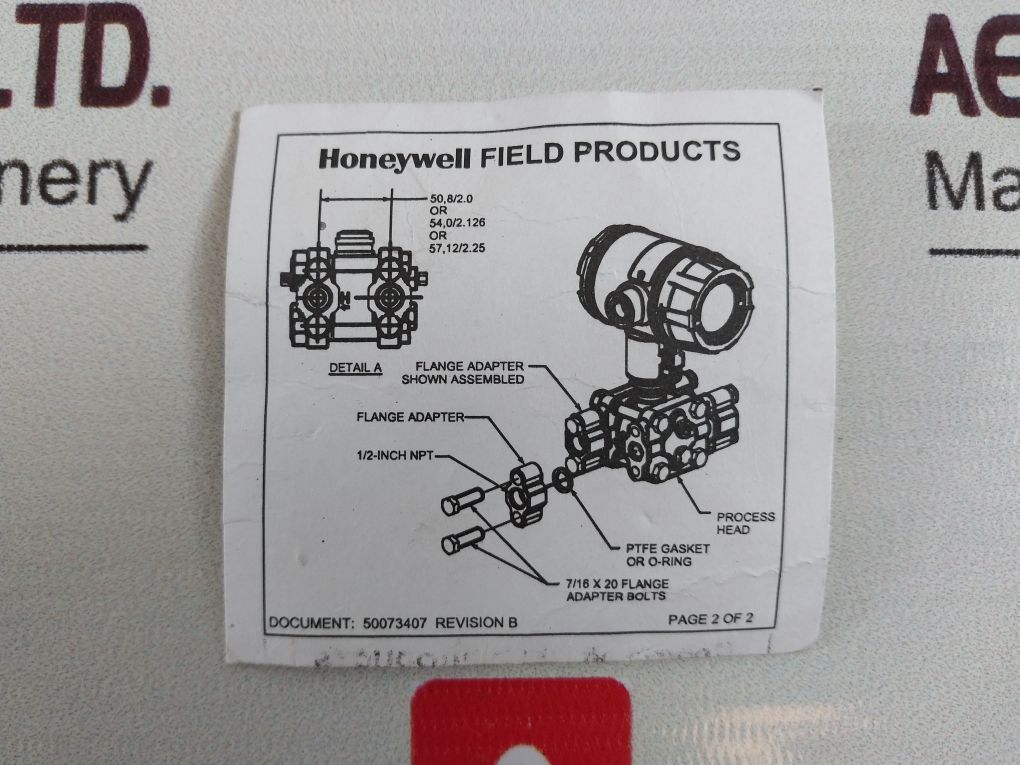 .LTD.
nery
AE
Ma
Honeywell FIELD PRODUCTS
50,8/2.0
OR
54,0/2.126
OR
57,12/2.25
DETAIL A
FLANGE ADAPTER
SHOWN ASSEMBLED
FLANGE ADAPTER
1/2-INCH NPT
PROCESS
HEAD
PTFE GASKET
OR O-RING
7/16 X 20 FLANGE
ADAPTER BOLTS
DOCUMENT: 50073407 REVISION B
PAGE 2 OF 2